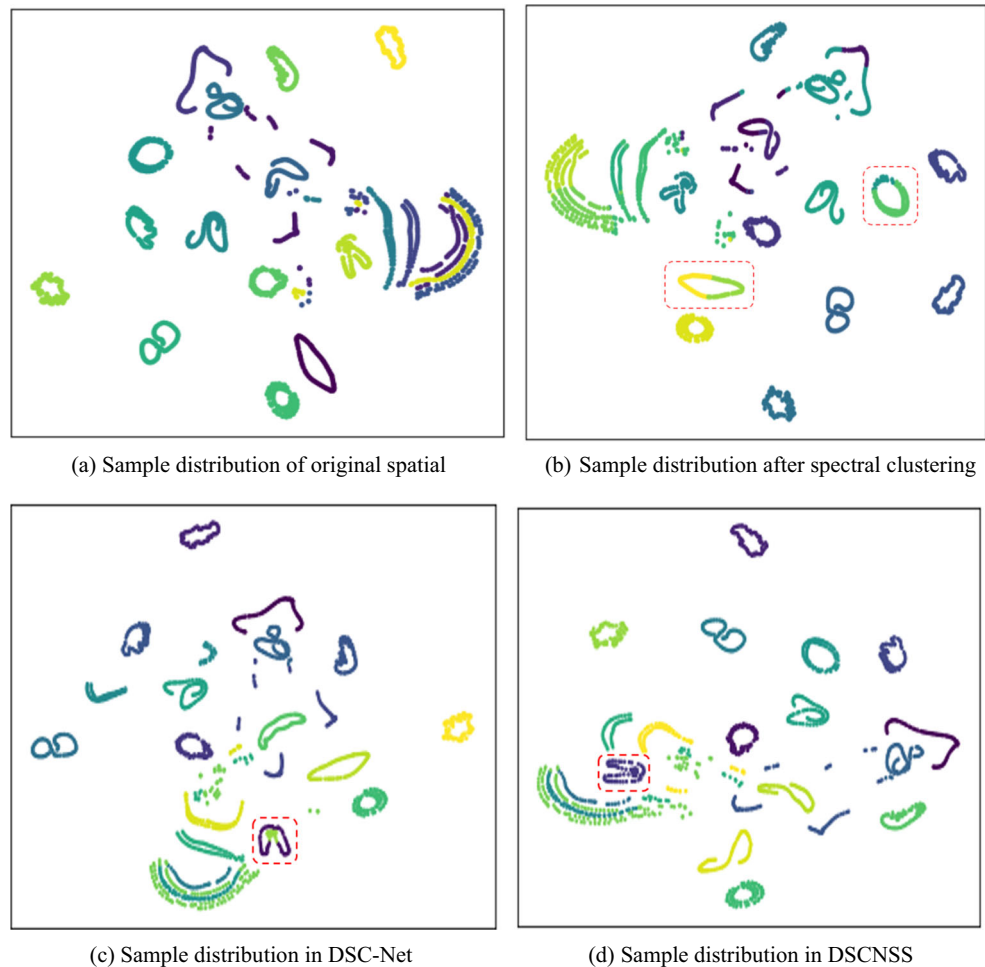 (a) Sample distribution of original spatial
(b) Sample distribution after spectral clustering
(c) Sample distribution in DSC-Net
(d) Sample distribution in DSCNSS